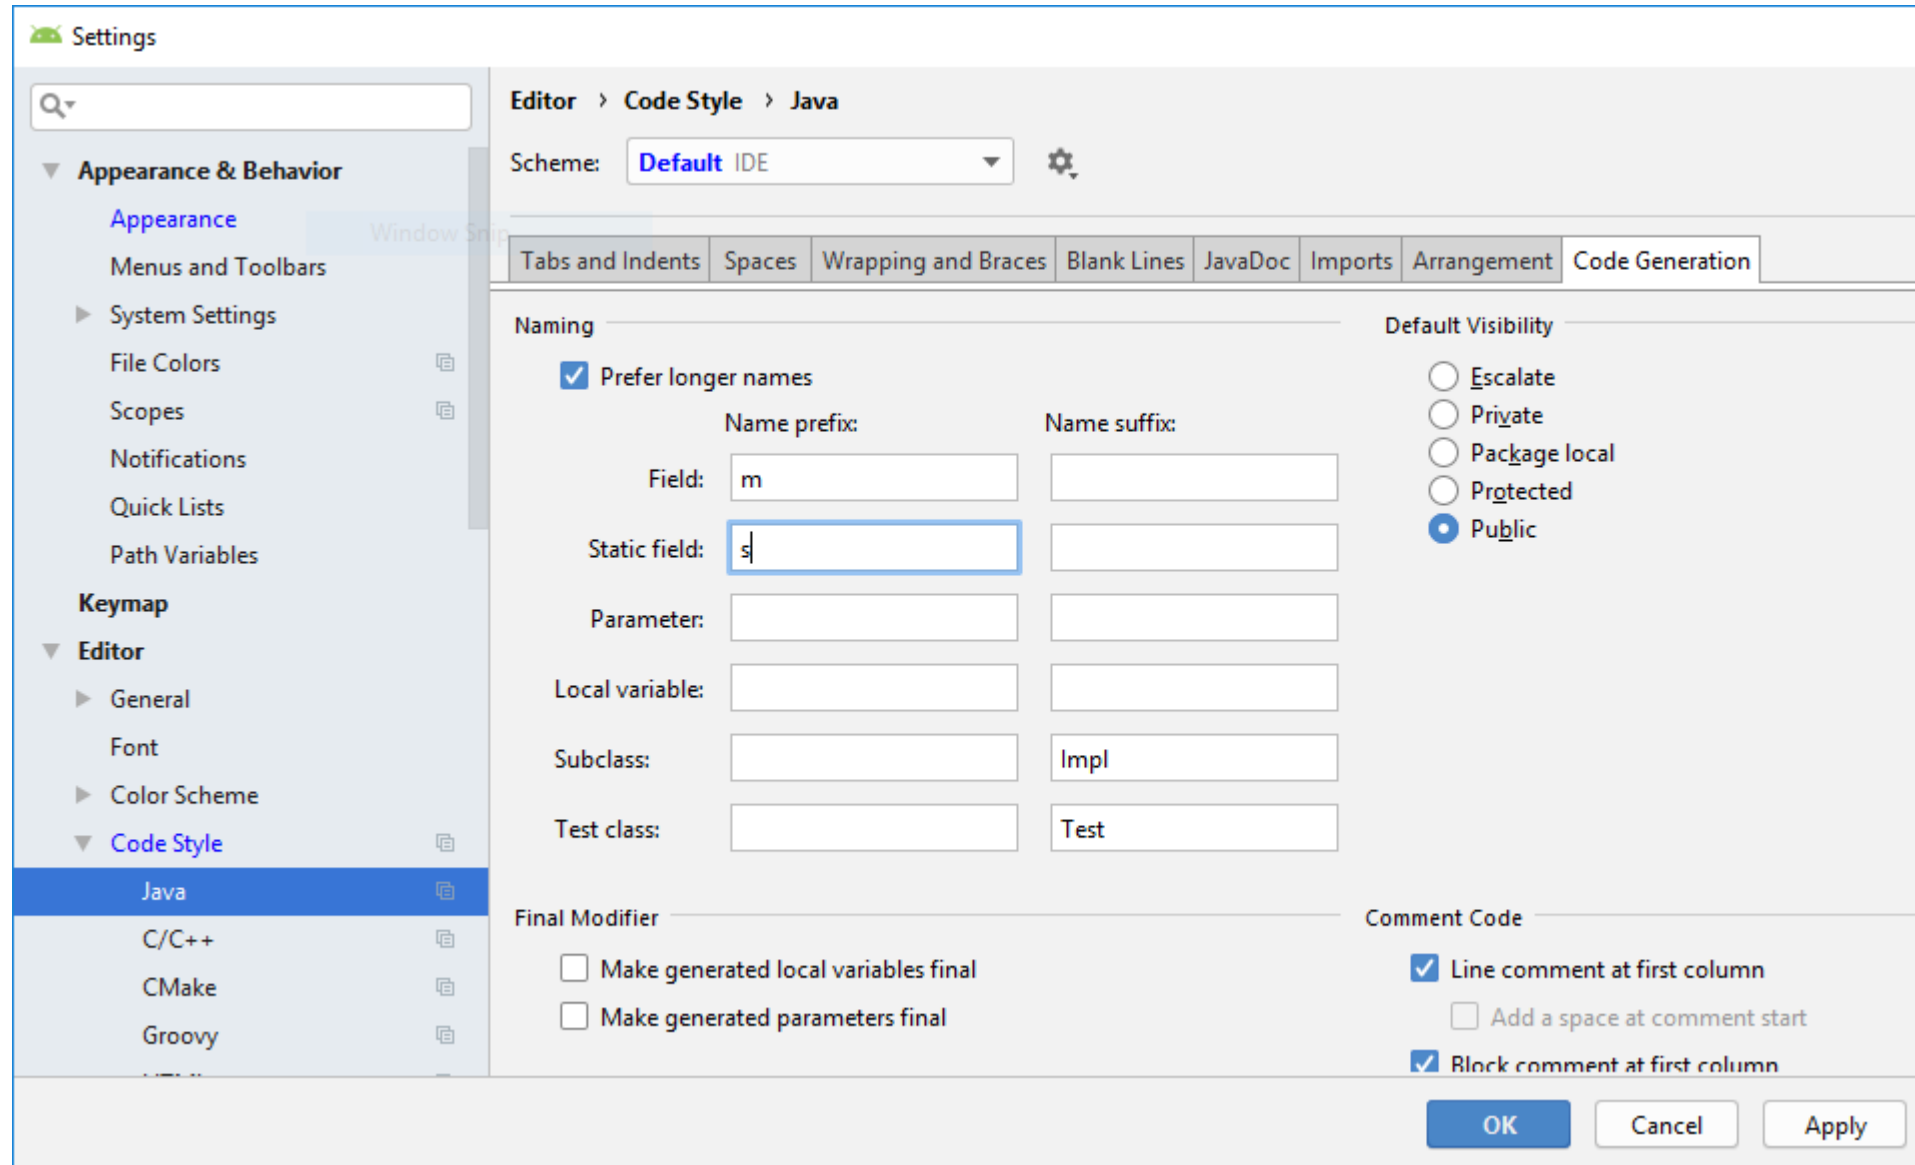 Settings
Appearance & Behavior
Appearance
Menus and Toolbars
System Settings
File Colors
Scopes
Notifications
Quick Lists
Path Variables
Keymap
Editor
General
Font
Color Scheme
Code Style
Java
C/C++
CMake
Groovy
Editor › Code Style › Java
Scheme: Default IDE
Window Snip
Tabs and Indents Spaces Wrapping and Braces Blank Lines JavaDoc Imports Arrangement Code Generation
Naming
Prefer longer names
Name prefix: Name suffix:
Field: m
Static field: s
Parameter:
Local variable:
Subclass: Impl
Test class: Test
Default Visibility
Escalate
Private
Package local
Protected
Public
Final Modifier
Make generated local variables final
Make generated parameters final
Comment Code
Line comment at first column
Add a space at comment start
Block comment at first column
OK Cancel Apply